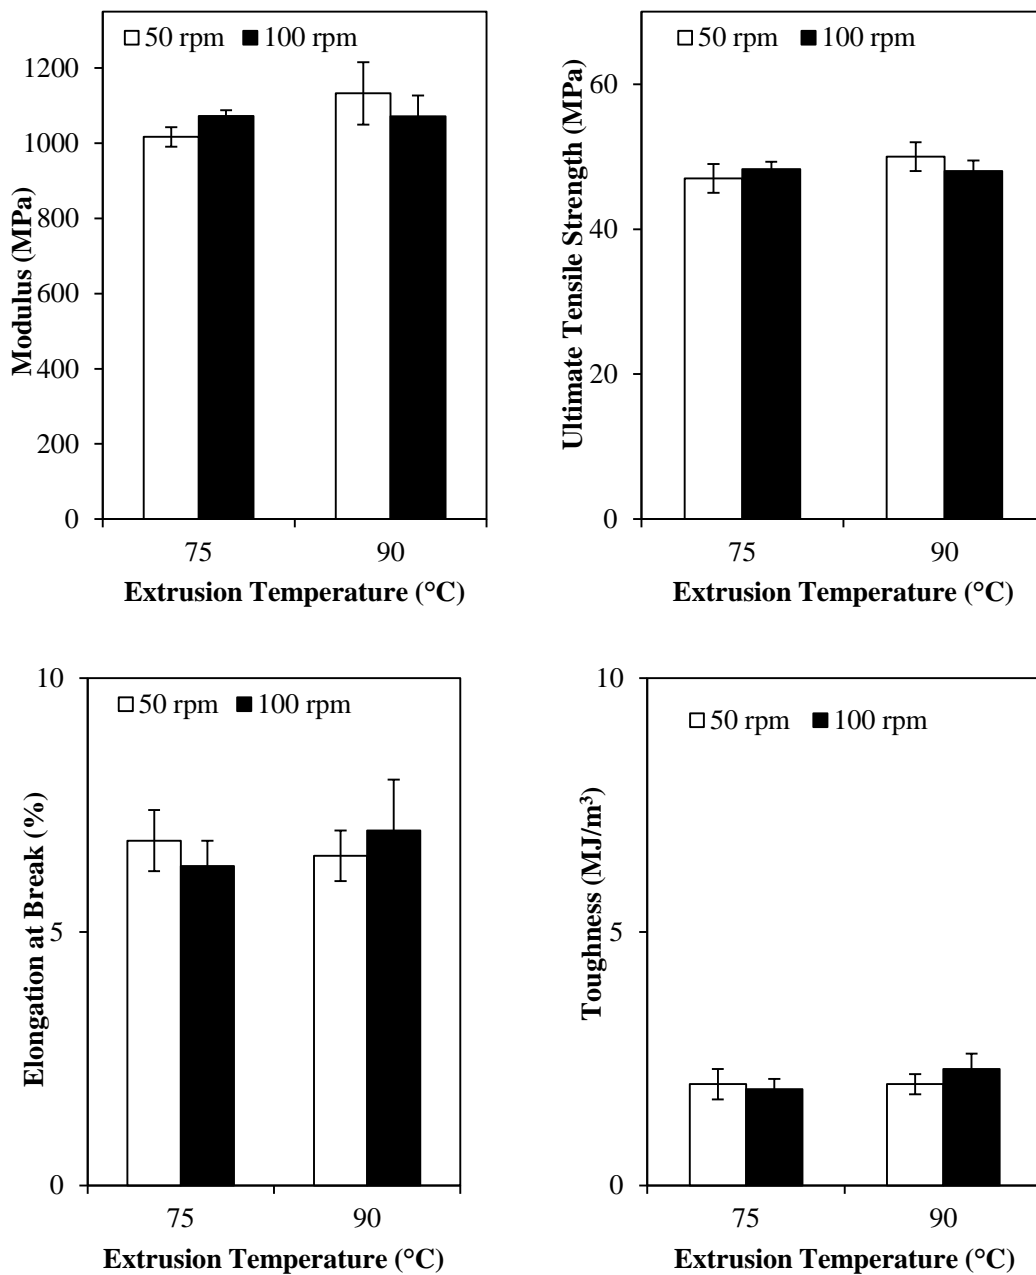 50 rpm 100 rpm
1200
1000
800
600
400
200
0
Modulus (MPa)
75 90
Extrusion Temperature (°C)
50 rpm 100 rpm
60
40
20
0
Ultimate Tensile Strength (MPa)
75 90
Extrusion Temperature (°C)
50 rpm 100 rpm
10
5
0
Elongation at Break (%)
75 90
Extrusion Temperature (°C)
50 rpm 100 rpm
10
5
0
Toughness (MJ/m³)
75 90
Extrusion Temperature (°C)